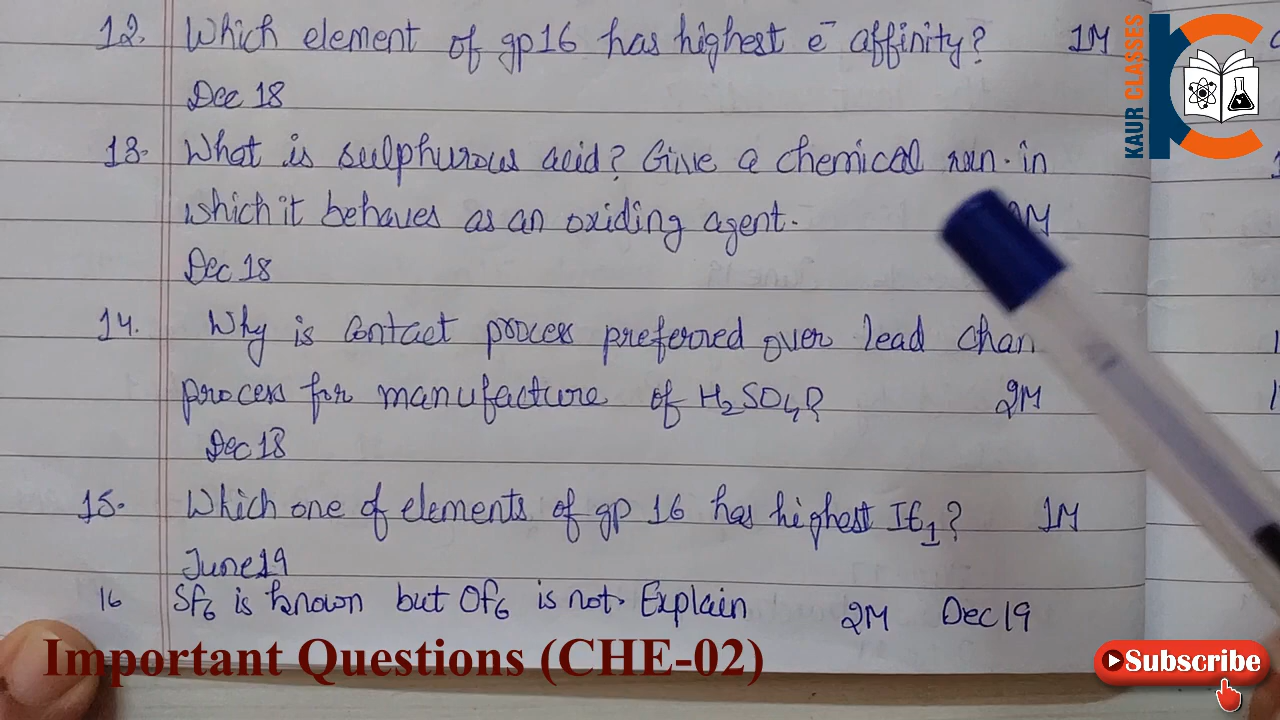 12. Which element of gp16 has highest e⁻ affinity? 1M
Dec 18
13. What is sulphurous acid? Give a chemical rxn. in
which it behaves as an oxiding agent. 2M
Dec 18
14. Why is contact process preferred over lead cham
process for manufacture of H₂SO₄? 2M
Dec 18
15. Which one of elements of gp 16 has highest IE₁? 1M
June 19
16 SF₆ is known but OF₆ is not. Explain 2M Dec 19
Important Questions (CHE-02)
KAUR CLASSES
KC
Subscribe